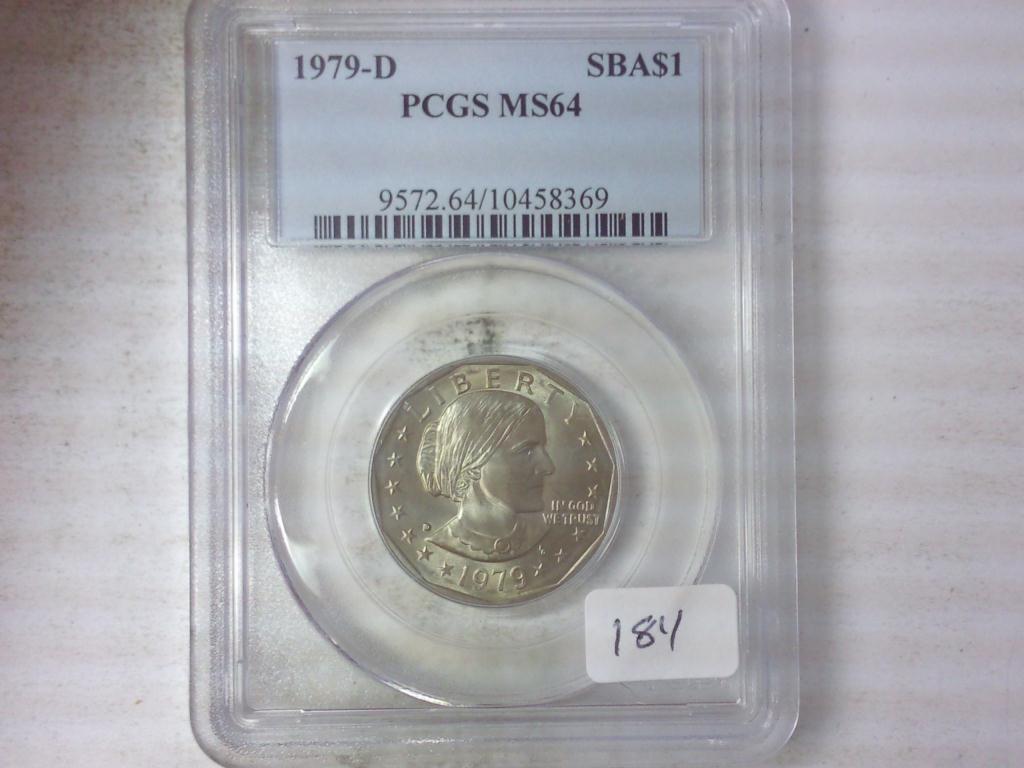 1979-D SBA$1
PCGS MS64
9572.64/10458369
LIBERTY
IN GOD
WE TRUST
D
1979
184